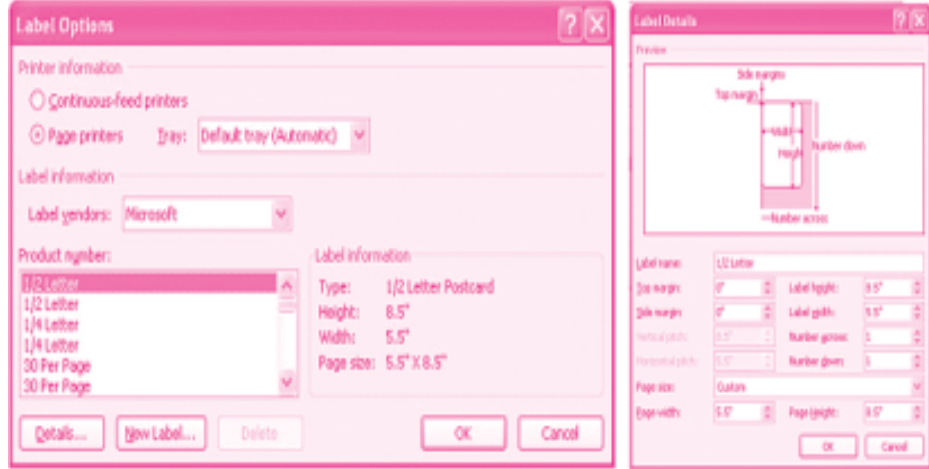 Label Options
Printer information
Continuous-feed printers
Page printers Tray: Default tray (Automatic)
Label information
Label vendors: Microsoft
Product number:
1/2 Letter
1/2 Letter
1/4 Letter
1/4 Letter
30 Per Page
30 Per Page
Label information
Type: 1/2 Letter Postcard
Height: 8.5"
Width: 5.5"
Page size: 5.5" X 8.5"
Details... New Label... Delete OK Cancel
Label Details
Preview
Side margins
Top margin
Width
Height
Number down
Number across
Label name: 1/2 Letter
Top margin: 0" Label height: 8.5"
Side margin: 0" Label width: 5.5"
Vertical pitch: 8.5" Number across: 1
Horizontal pitch: 5.5" Number down: 1
Page size: Custom
Page width: 5.5" Page Height: 8.5"
OK Cancel